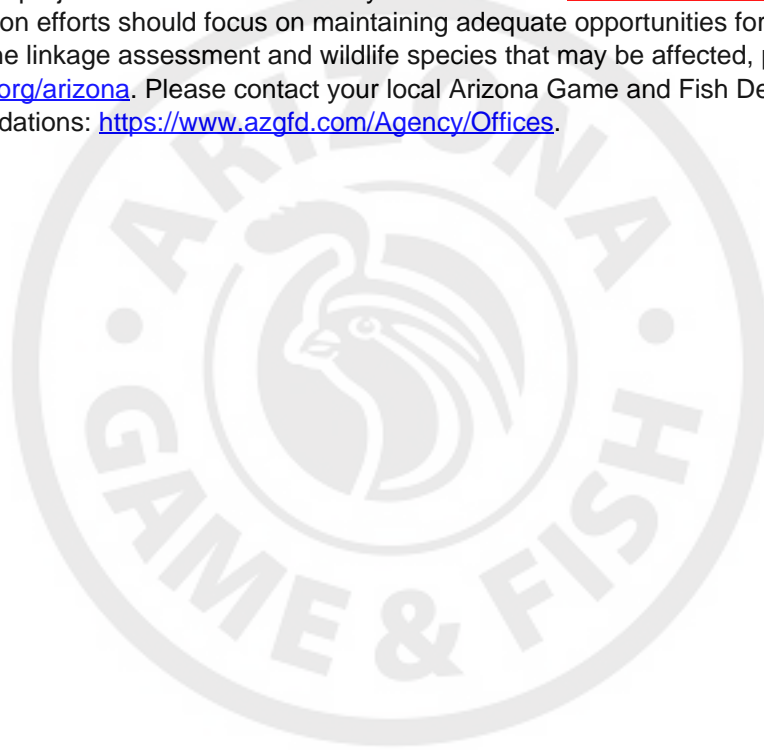 on efforts should focus on maintaining adequate opportunities for
linkage assessment and wildlife species that may be affected,
org/arizona. Please contact your local Arizona Game and Fish De
dations: https://www.azgfd.com/Agency/Offices.
ARIZONA
GAME & FISH